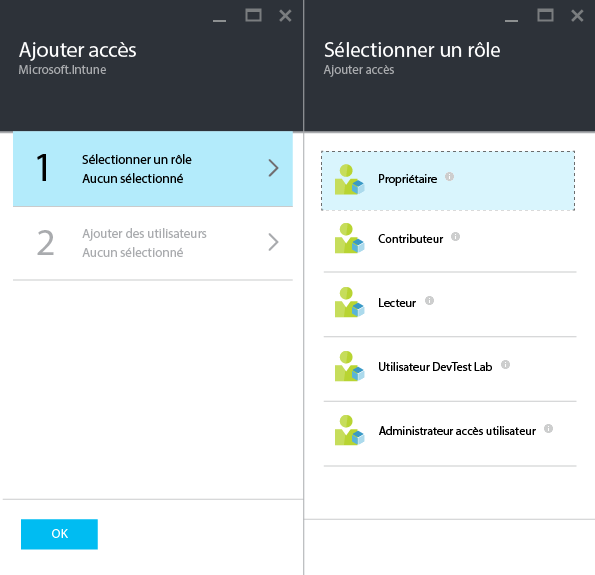 Ajouter accès
Microsoft.Intune
1
Sélectionner un rôle
Aucun sélectionné
2
Ajouter des utilisateurs
Aucun sélectionné
OK
Sélectionner un rôle
Ajouter accès
Propriétaire
Contributeur
Lecteur
Utilisateur DevTest Lab
Administrateur accès utilisateur